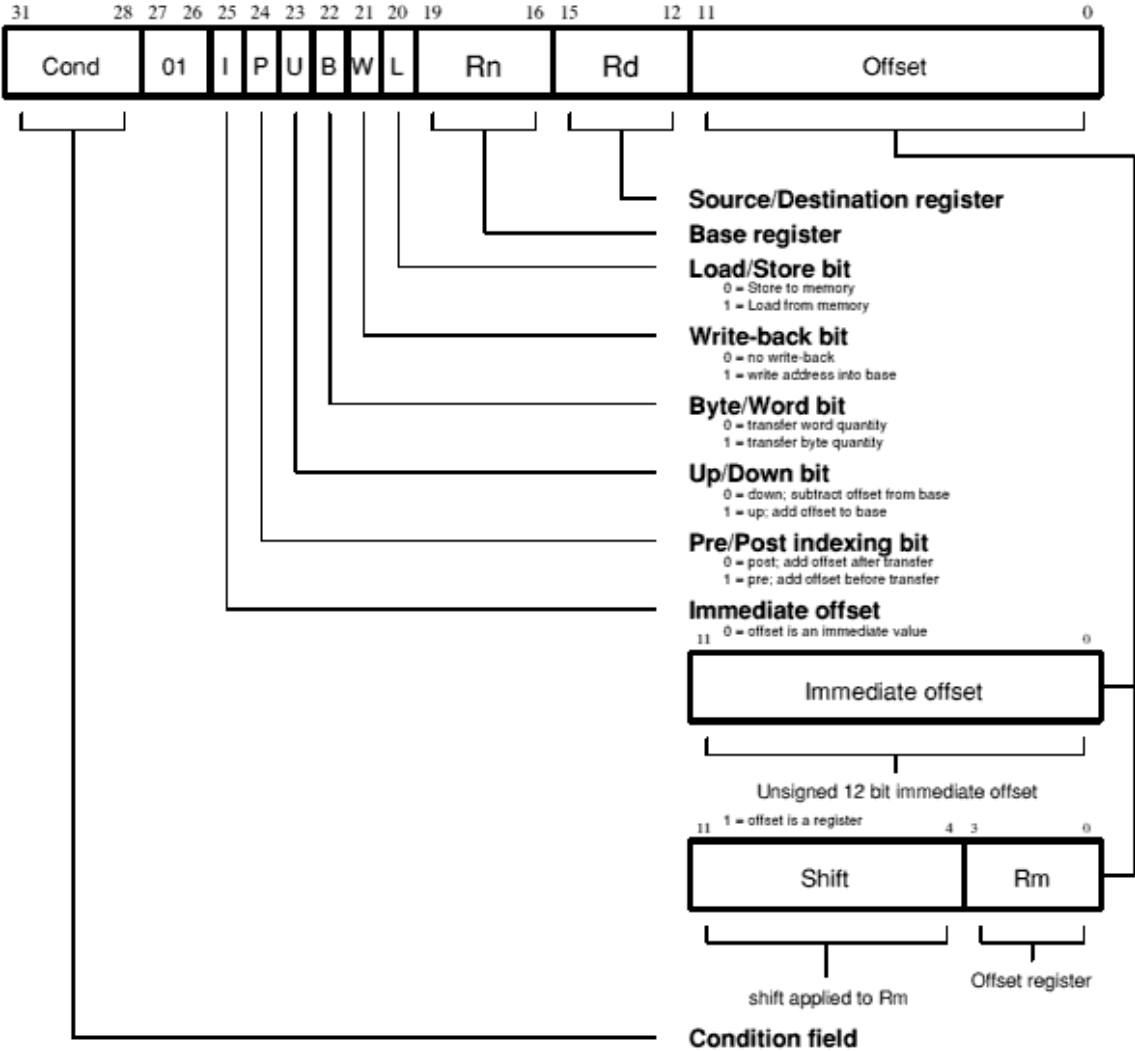 31 28 27 26 25 24 23 22 21 20 19 16 15 12 11 0
Cond 01 I P U B W L Rn Rd Offset
Source/Destination register
Base register
Load/Store bit
0 = Store to memory
1 = Load from memory
Write-back bit
0 = no write-back
1 = write address into base
Byte/Word bit
0 = transfer word quantity
1 = transfer byte quantity
Up/Down bit
0 = down; subtract offset from base
1 = up; add offset to base
Pre/Post indexing bit
0 = post; add offset after transfer
1 = pre; add offset before transfer
Immediate offset
0 = offset is an immediate value
11 0
Immediate offset
Unsigned 12 bit immediate offset
1 = offset is a register
11 4 3 0
Shift Rm
Offset register
shift applied to Rm
Condition field